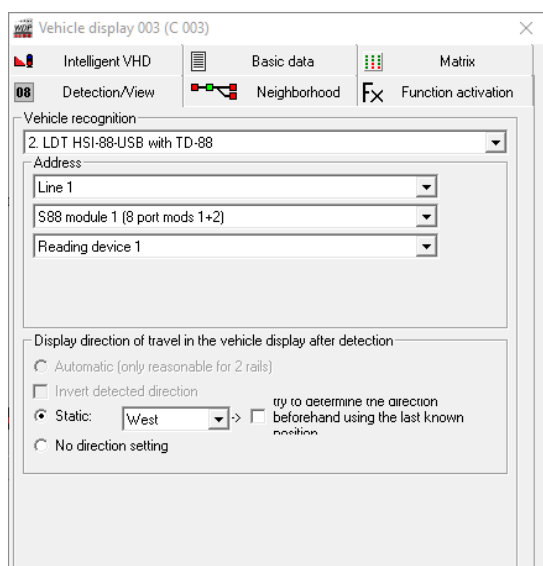 WDP Vehicle display 003 (C 003)
Intelligent VHD Basic data Matrix
08 Detection/View Neighborhood Fx Function activation
Vehicle recognition
2. LDT HSI-88-USB with TD-88
Address
Line 1
S88 module 1 (8 port mods 1+2)
Reading device 1
Display direction of travel in the vehicle display after detection
Automatic (only reasonable for 2 rails)
Invert detected direction
Static: West -> try to determine the direction
beforehand using the last known
position
No direction setting